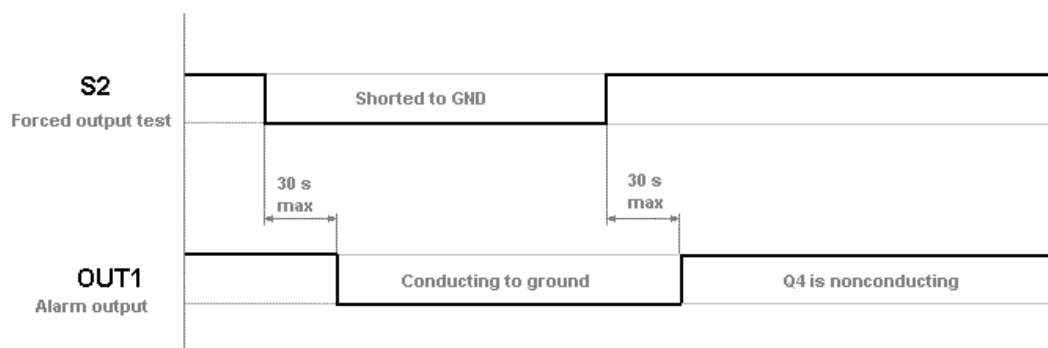 S2
Forced output test
Shorted to GND
30 s
max
30 s
max
OUT1
Alarm output
Conducting to ground
Q4 is nonconducting